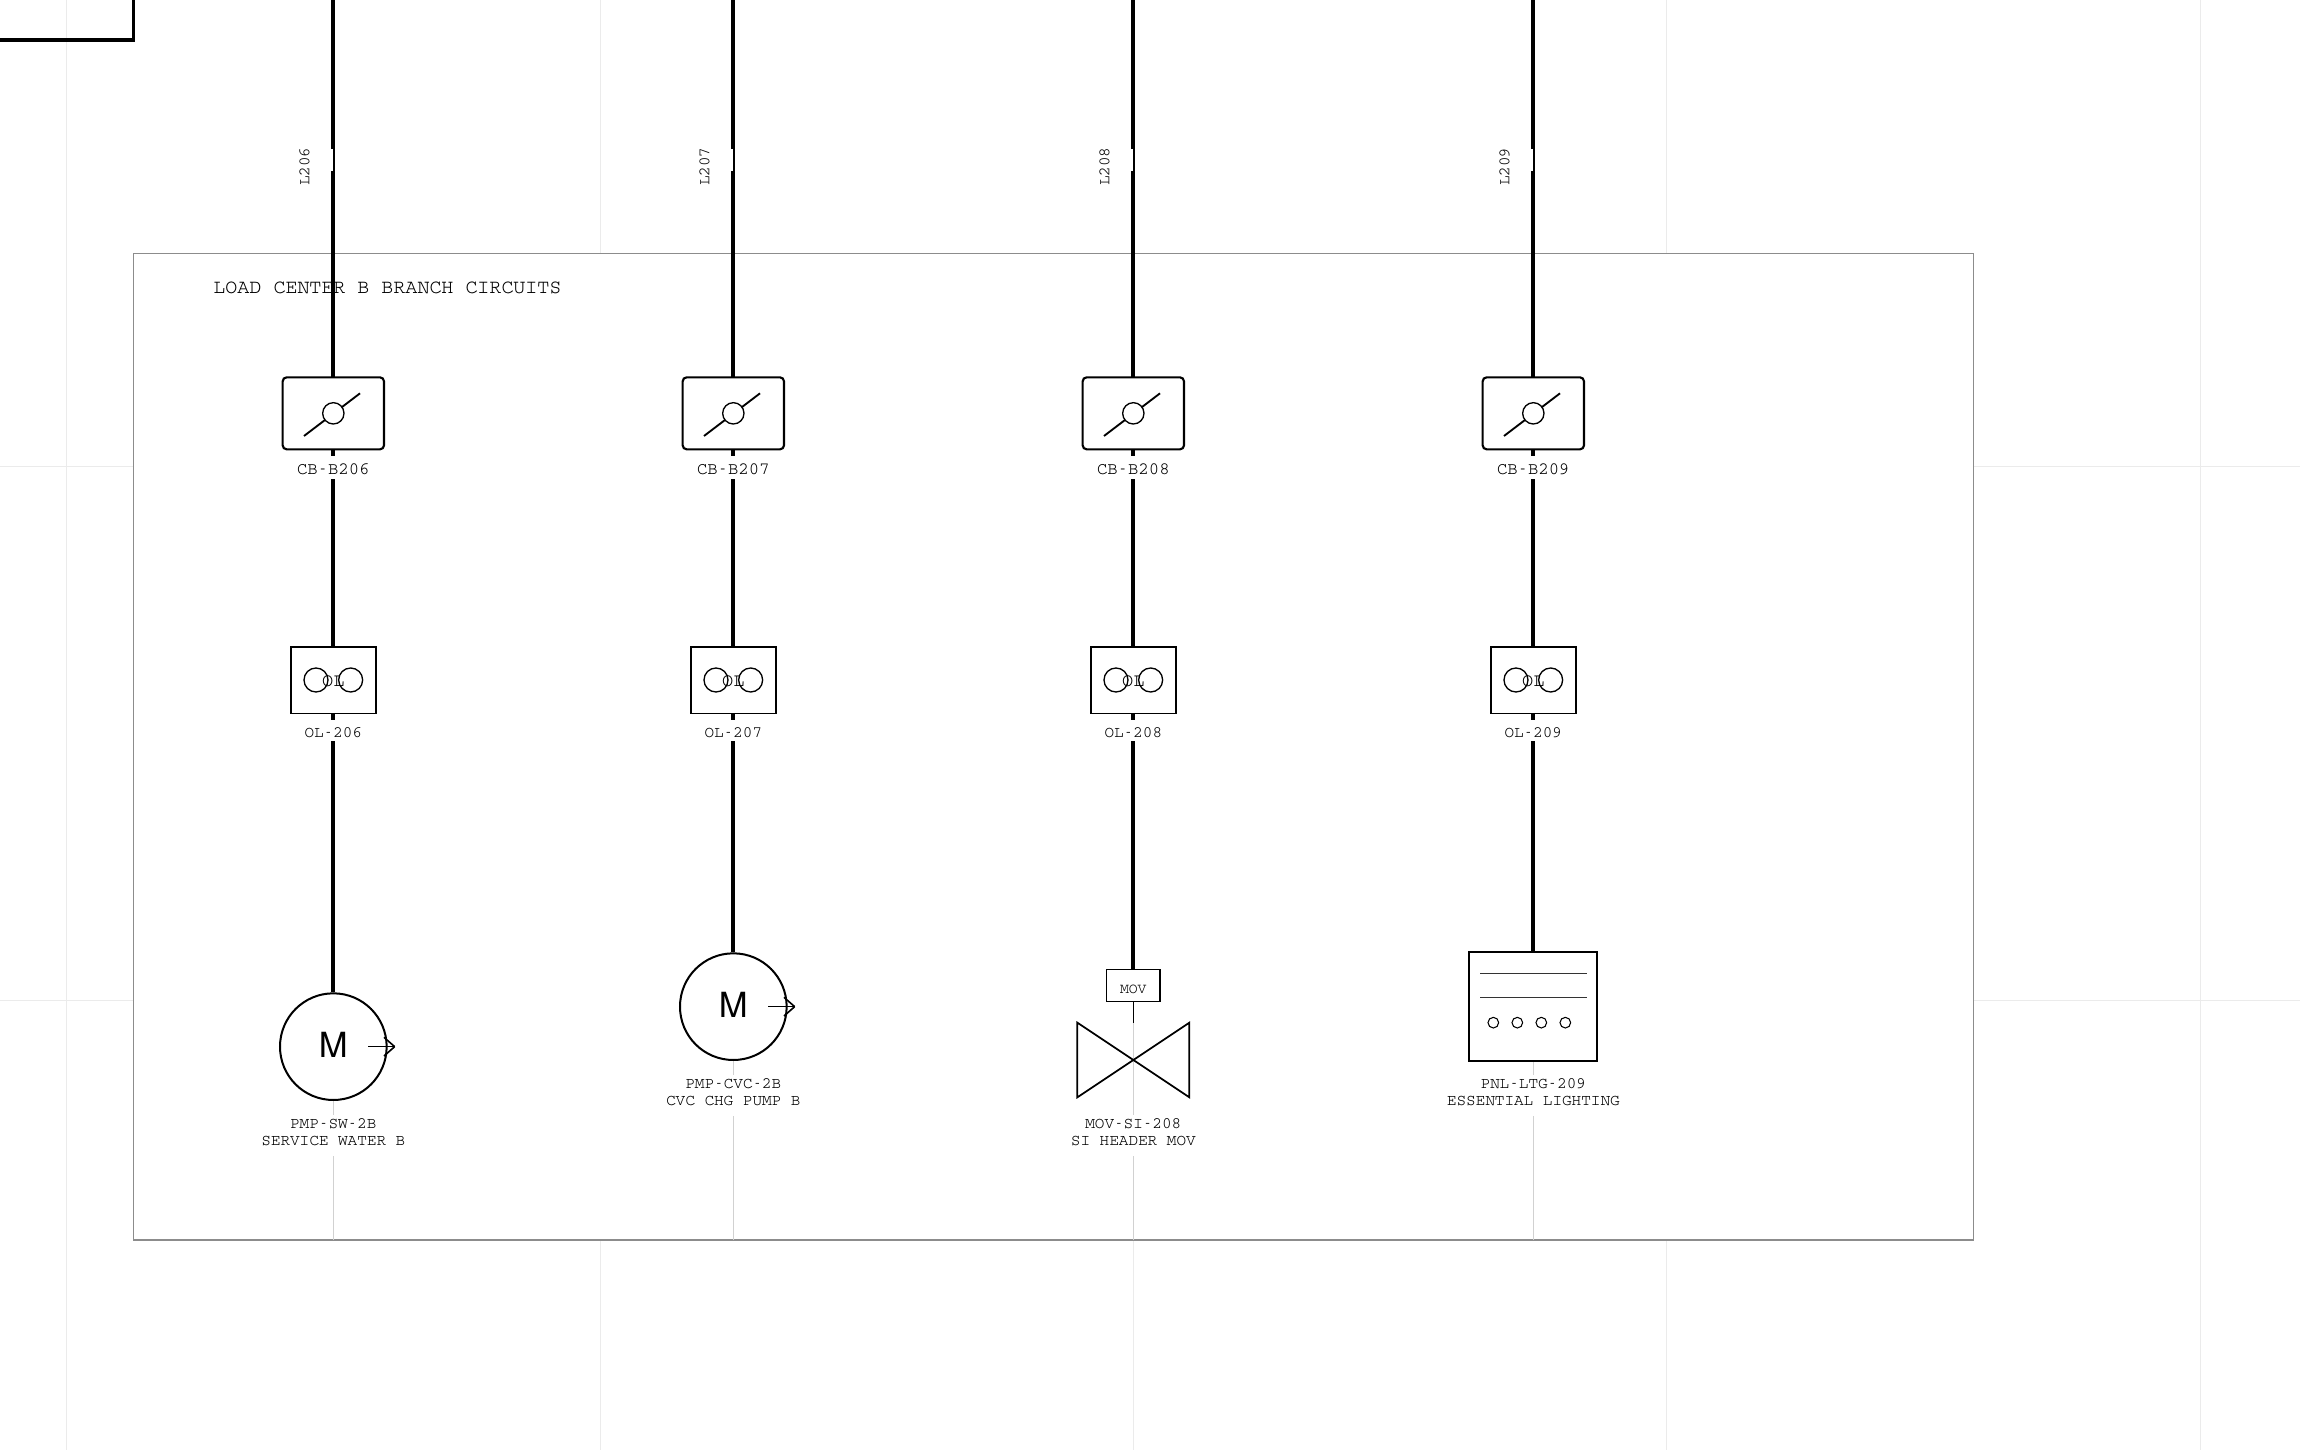 L206
L207
L208
L209
LOAD CENTER B BRANCH CIRCUITS
CB-B206
CB-B207
CB-B208
CB-B209
OL
OL
OL
OL
OL-206
OL-207
OL-208
OL-209
M
PMP-SW-2B
SERVICE WATER B
M
PMP-CVC-2B
CVC CHG PUMP B
MOV
MOV-SI-208
SI HEADER MOV
PNL-LTG-209
ESSENTIAL LIGHTING